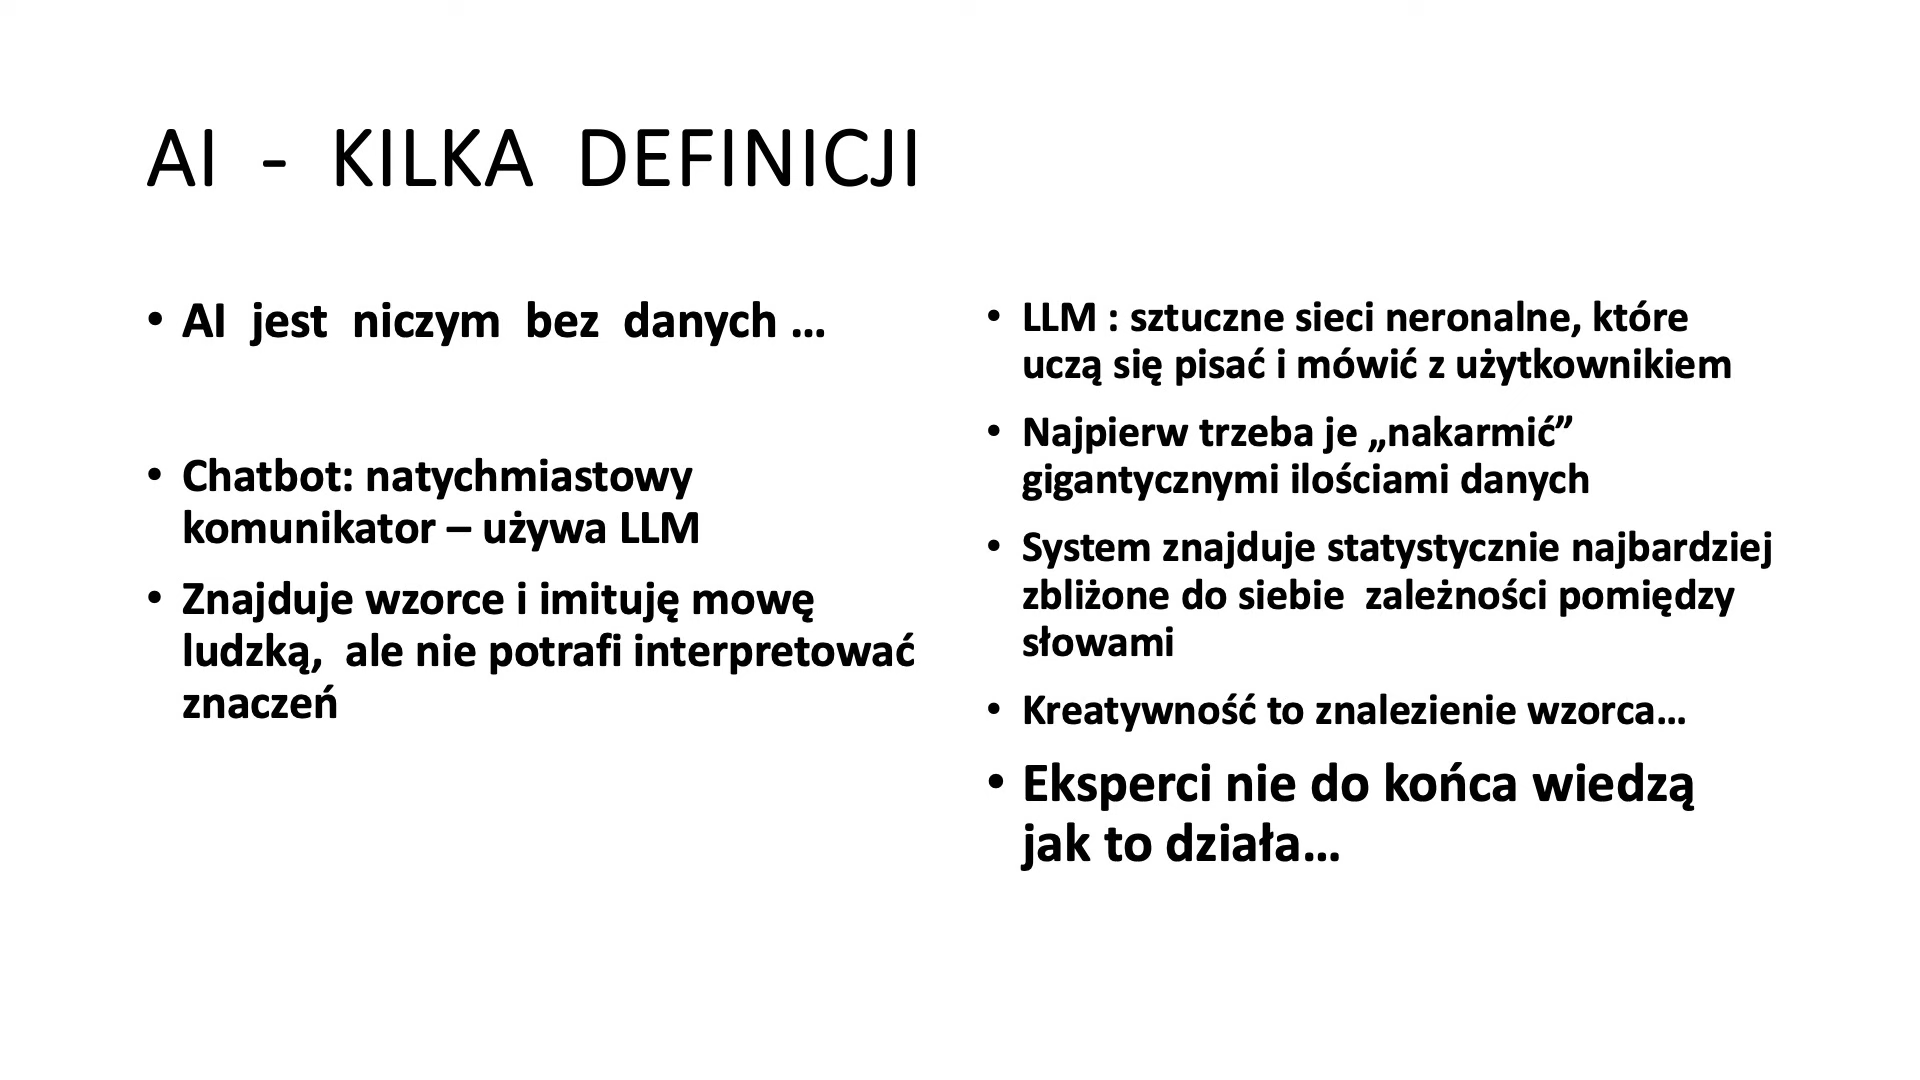 AI - KILKA DEFINICJI
• AI jest niczym bez danych …
• Chatbot: natychmiastowy
komunikator – używa LLM
• Znajduje wzorce i imituję mowę
ludzką, ale nie potrafi interpretować
znaczeń
• LLM : sztuczne sieci neronalne, które
uczą się pisać i mówić z użytkownikiem
• Najpierw trzeba je „nakarmić”
gigantycznymi ilościami danych
• System znajduje statystycznie najbardziej
zbliżone do siebie zależności pomiędzy
słowami
• Kreatywność to znalezienie wzorca…
• Eksperci nie do końca wiedzą
jak to działa…